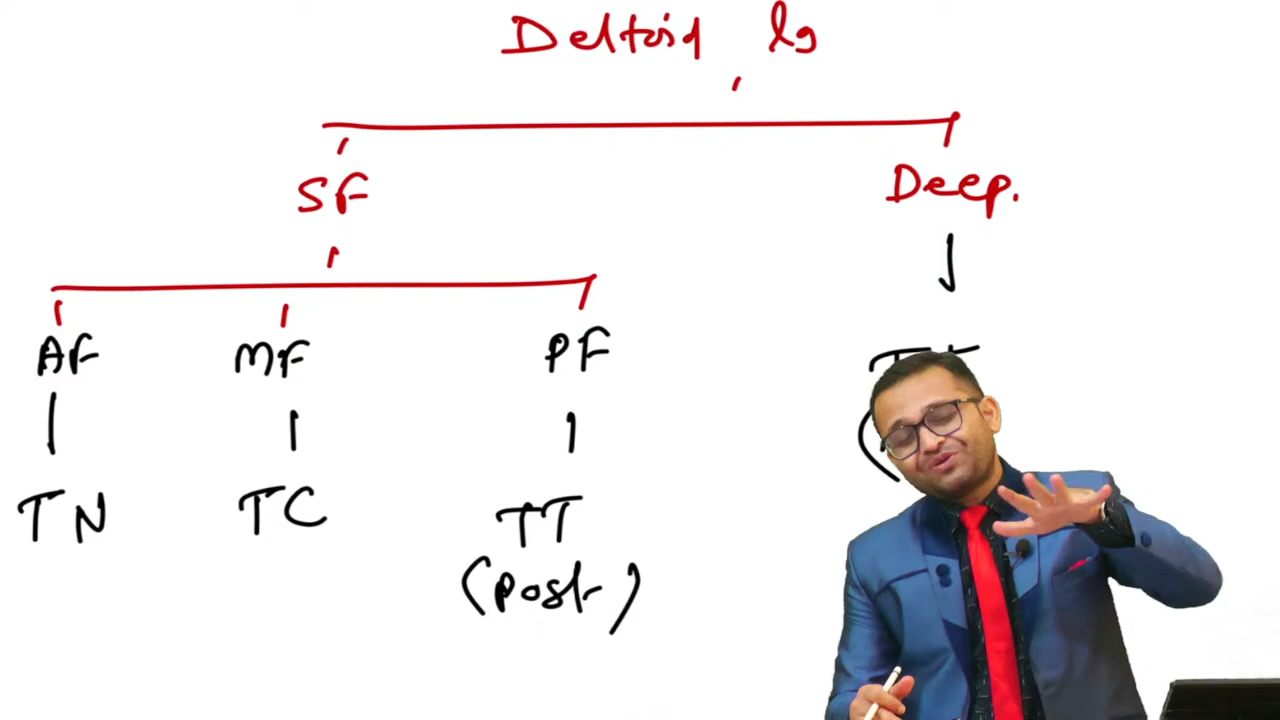 Deltoid lg
SF
Deep.
AF
MF
PF
TN
TC
TT
(post)